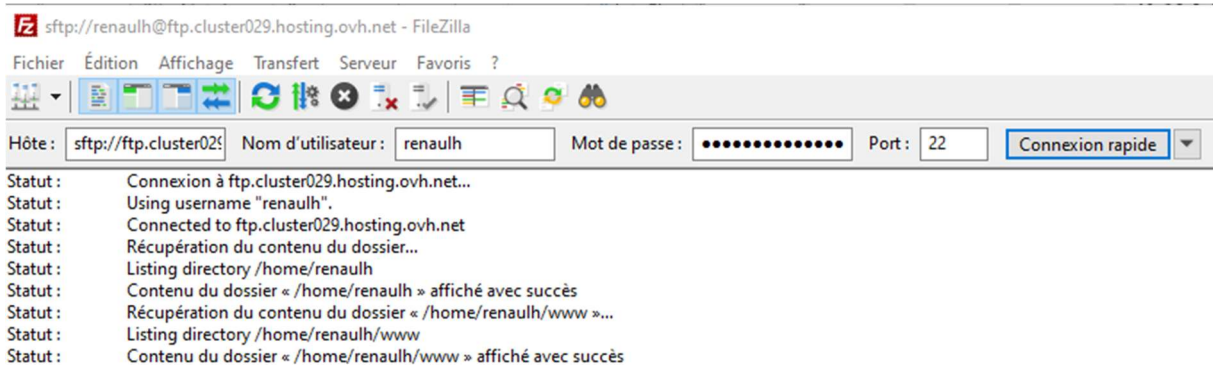 sftp://renaulh@ftp.cluster029.hosting.ovh.net - FileZilla
Fichier Édition Affichage Transfert Serveur Favoris ?
Hôte : sftp://ftp.cluster029 Nom d'utilisateur : renaulh Mot de passe : ●●●●●●●●●●●●●● Port : 22 Connexion rapide
Statut : Connexion à ftp.cluster029.hosting.ovh.net...
Statut : Using username "renaulh".
Statut : Connected to ftp.cluster029.hosting.ovh.net
Statut : Récupération du contenu du dossier...
Statut : Listing directory /home/renaulh
Statut : Contenu du dossier « /home/renaulh » affiché avec succès
Statut : Récupération du contenu du dossier « /home/renaulh/www »...
Statut : Listing directory /home/renaulh/www
Statut : Contenu du dossier « /home/renaulh/www » affiché avec succès